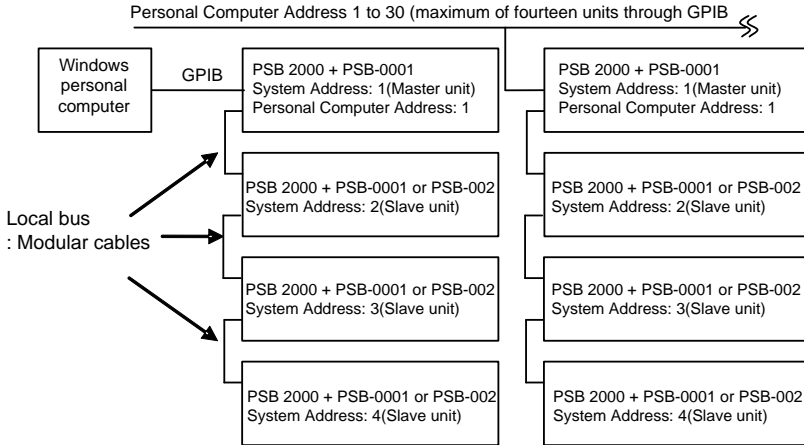 Personal Computer Address 1 to 30 (maximum of fourteen units through GPIB
Windows
personal
computer
GPIB
PSB 2000 + PSB-0001
System Address: 1(Master unit)
Personal Computer Address: 1
PSB 2000 + PSB-0001
System Address: 1(Master unit)
Personal Computer Address: 1
PSB 2000 + PSB-0001 or PSB-002
System Address: 2(Slave unit)
PSB 2000 + PSB-0001 or PSB-002
System Address: 2(Slave unit)
Local bus
: Modular cables
PSB 2000 + PSB-0001 or PSB-002
System Address: 3(Slave unit)
PSB 2000 + PSB-0001 or PSB-002
System Address: 3(Slave unit)
PSB 2000 + PSB-0001 or PSB-002
System Address: 4(Slave unit)
PSB 2000 + PSB-0001 or PSB-002
System Address: 4(Slave unit)